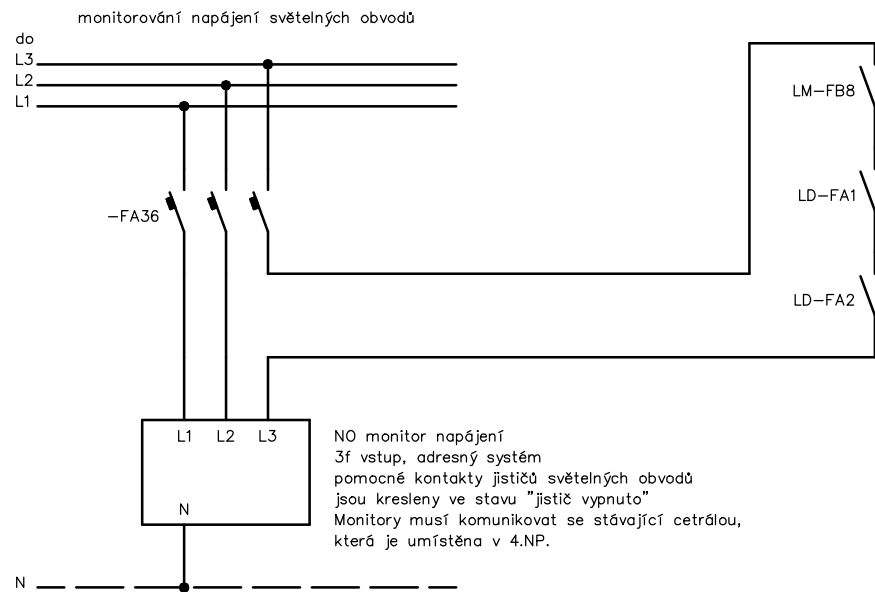 monitorování napájení světelných obvodů
do
L3
L2
L1
LM-FB8
LD-FA1
-FA36
LD-FA2
L1 L2 L3
N
NO monitor napájení
3f vstup, adresný systém
pomocné kontakty jističů světelných obvodů
jsou kresleny ve stavu "jistič vypnuto"
Monitory musí komunikovat se stávající cetrálou,
která je umístěna v 4.NP.
N